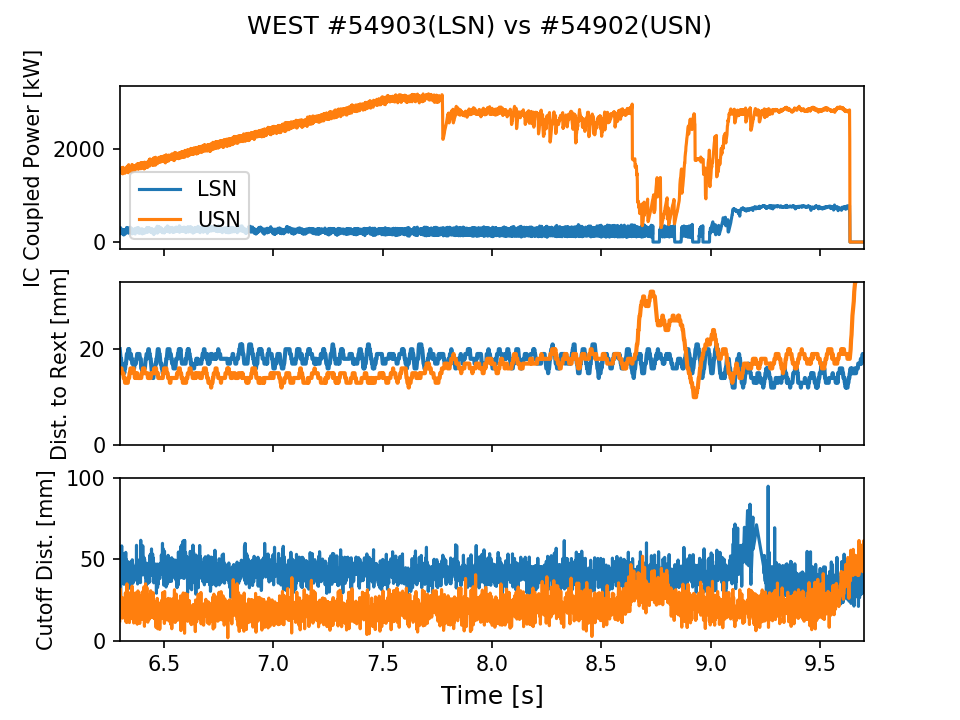 WEST #54903(LSN) vs #54902(USN)
IC Coupled Power [kW]
2000
0
LSN
USN
Dist. to Rext [mm]
20
0
Cutoff Dist. [mm]
100
50
0
6.5 7.0 7.5 8.0 8.5 9.0 9.5
Time [s]